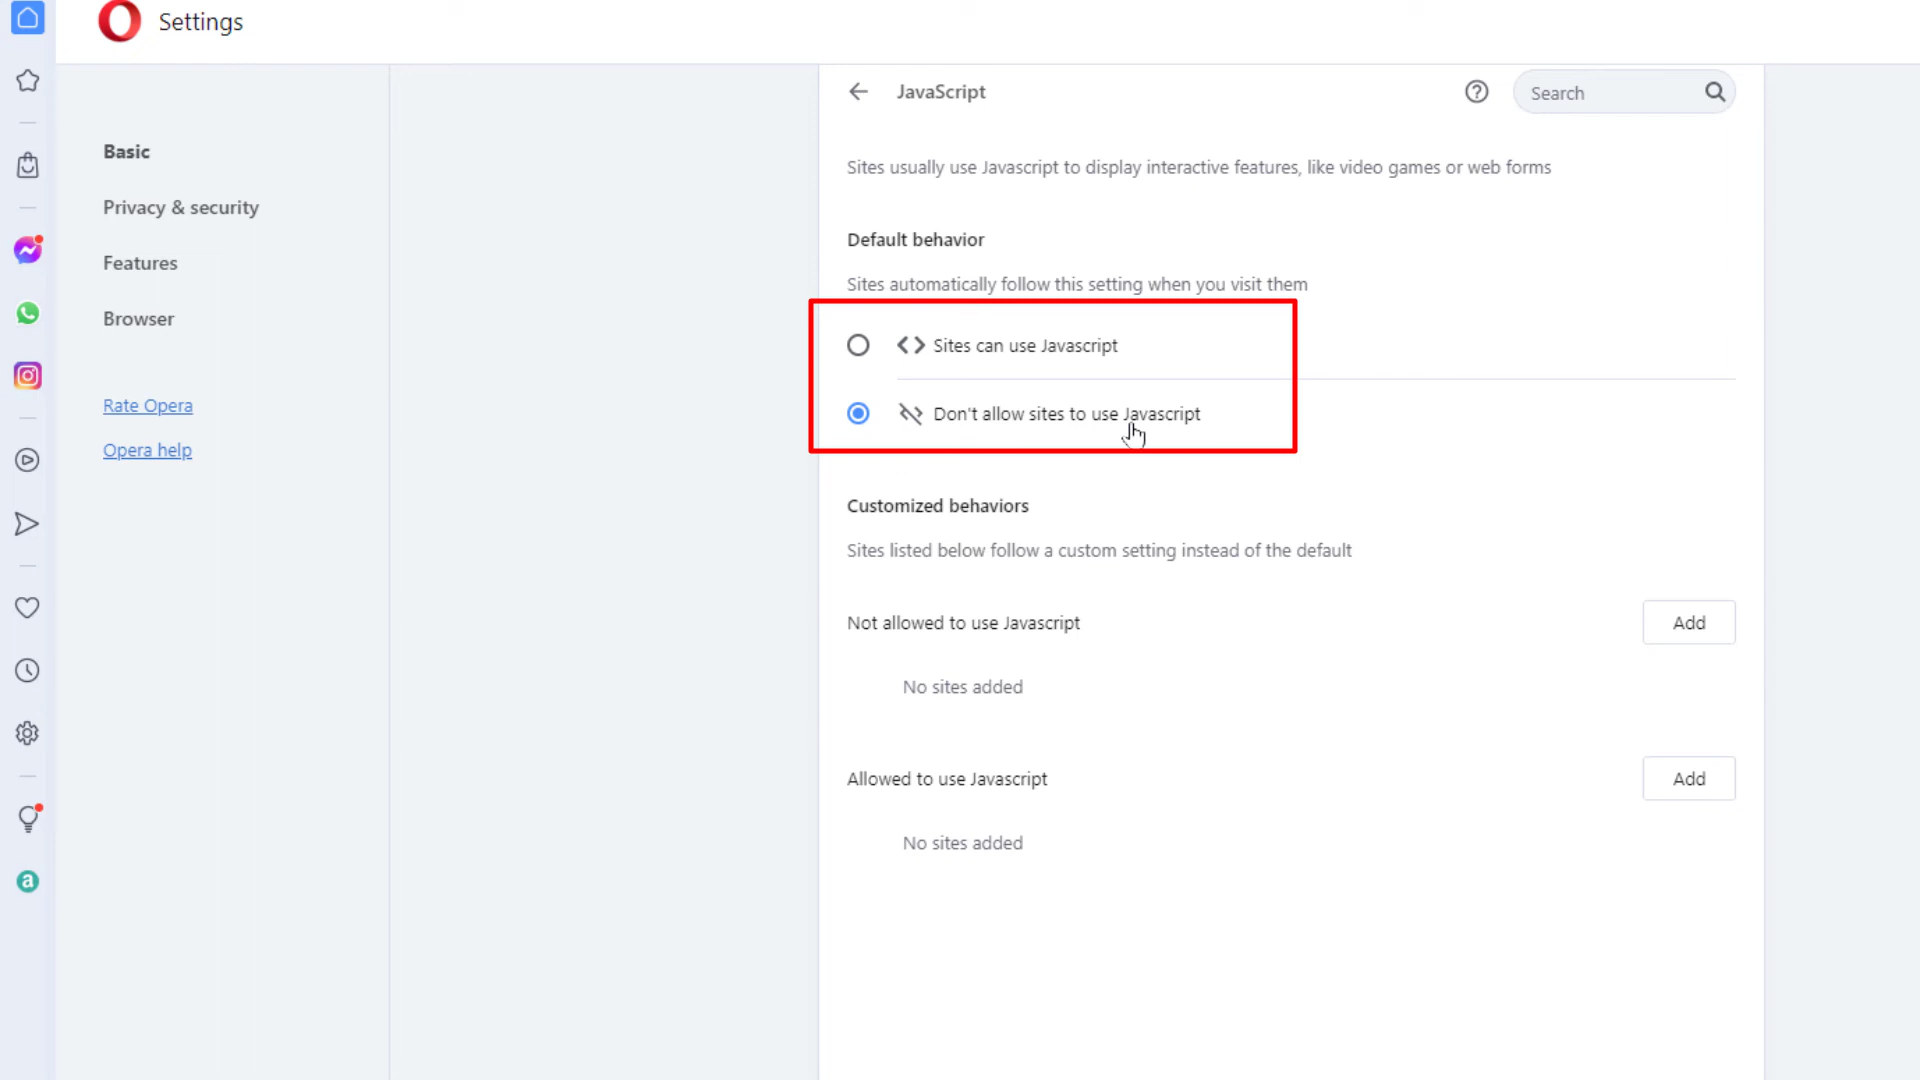 Settings
JavaScript
Search
Basic
Privacy & security
Features
Browser
Rate Opera
Opera help
Sites usually use Javascript to display interactive features, like video games or web forms
Default behavior
Sites automatically follow this setting when you visit them
Sites can use Javascript
Don't allow sites to use Javascript
Customized behaviors
Sites listed below follow a custom setting instead of the default
Not allowed to use Javascript
Add
No sites added
Allowed to use Javascript
Add
No sites added